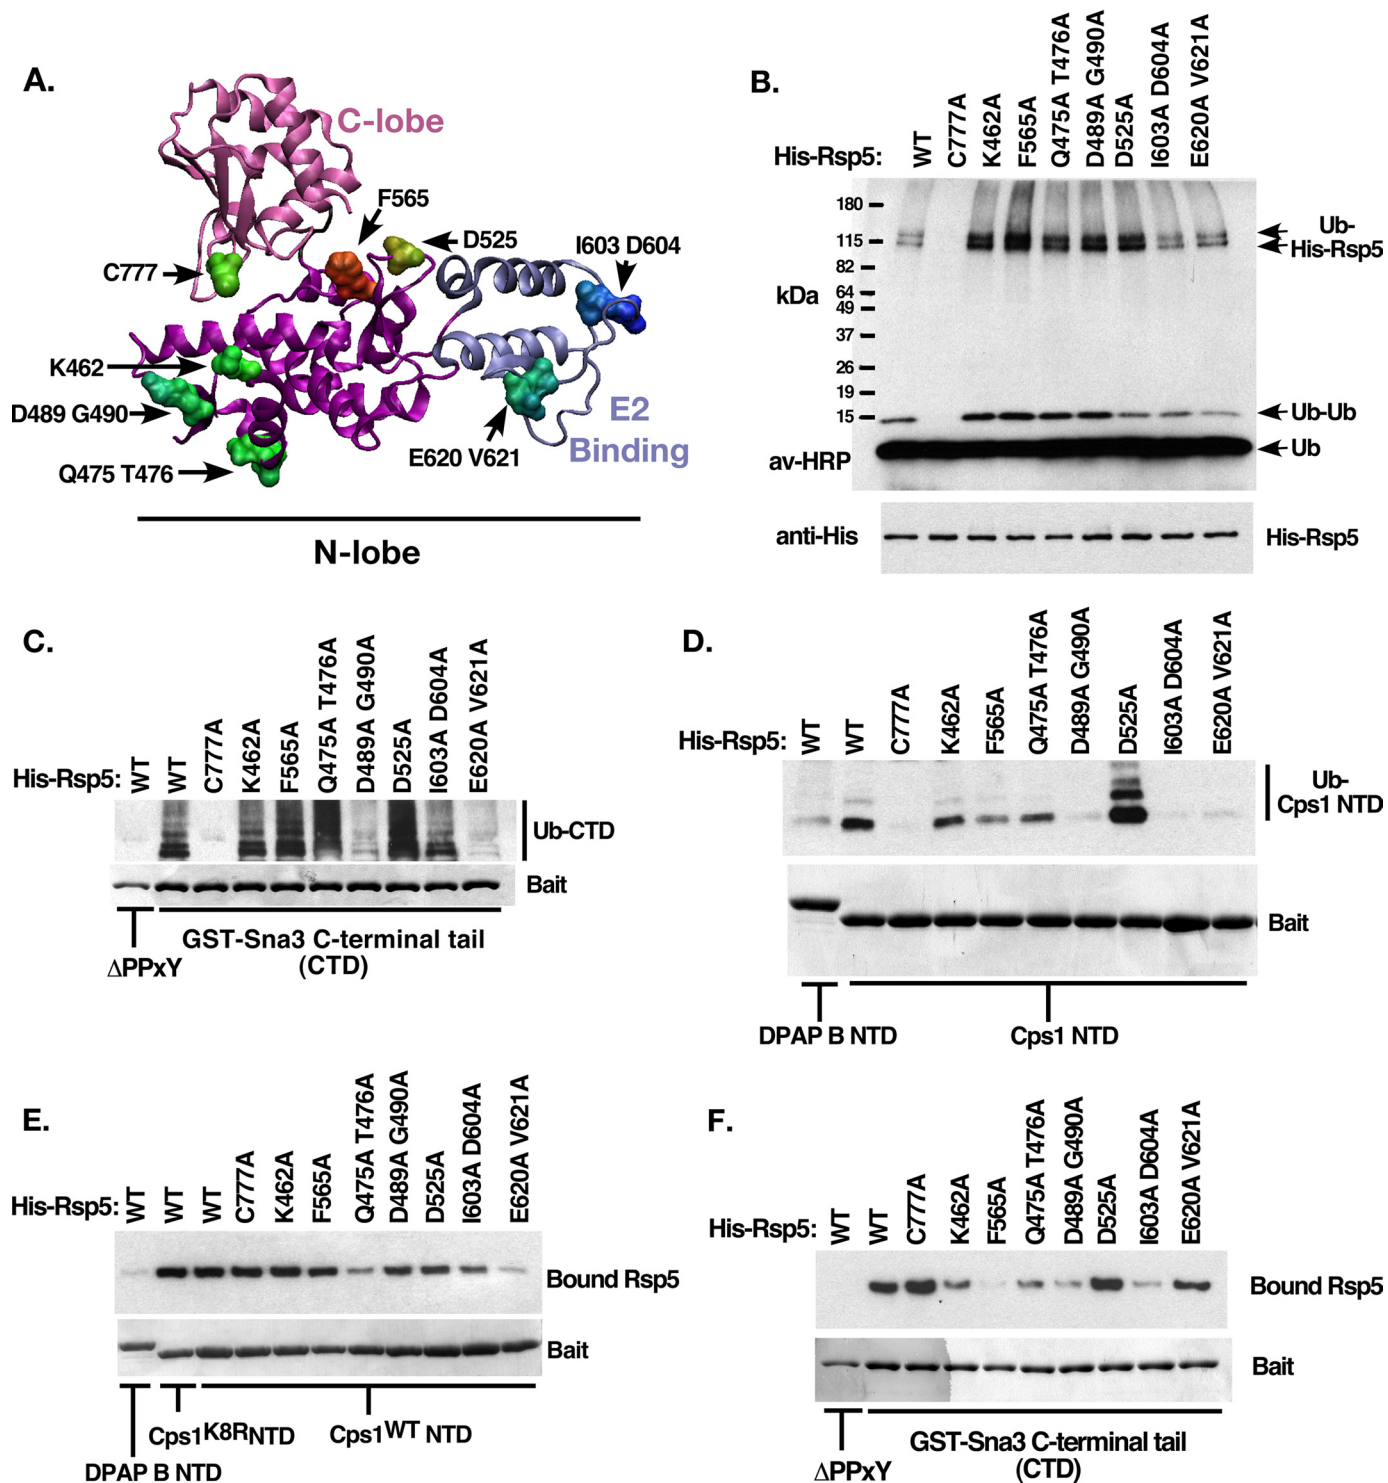 A.
C-lobe
F565
D525
I603 D604
C777
K462
D489 G490
Q475 T476
E620 V621
E2
Binding
N-lobe
B.
His-Rsp5:
WT
C777A
K462A
F565A
Q475A T476A
D489A G490A
D525A
I603A D604A
E620A V621A
180
115
82
64
49
37
26
19
15
kDa
Ub-
His-Rsp5
Ub-Ub
Ub
av-HRP
anti-His
His-Rsp5
C.
His-Rsp5:
WT
WT
C777A
K462A
F565A
Q475A T476A
D489A G490A
D525A
I603A D604A
E620A V621A
Ub-CTD
Bait
ΔPPxY
GST-Sna3 C-terminal tail
(CTD)
D.
His-Rsp5:
WT
WT
C777A
K462A
F565A
Q475A T476A
D489A G490A
D525A
I603A D604A
E620A V621A
Ub-
Cps1 NTD
Bait
DPAP B NTD
Cps1 NTD
E.
His-Rsp5:
WT
WT
WT
C777A
K462A
F565A
Q475A T476A
D489A G490A
D525A
I603A D604A
E620A V621A
Bound Rsp5
Bait
Cps1K8RNTD
Cps1WT NTD
DPAP B NTD
F.
His-Rsp5:
WT
WT
C777A
K462A
F565A
Q475A T476A
D489A G490A
D525A
I603A D604A
E620A V621A
Bound Rsp5
Bait
ΔPPxY
GST-Sna3 C-terminal tail
(CTD)